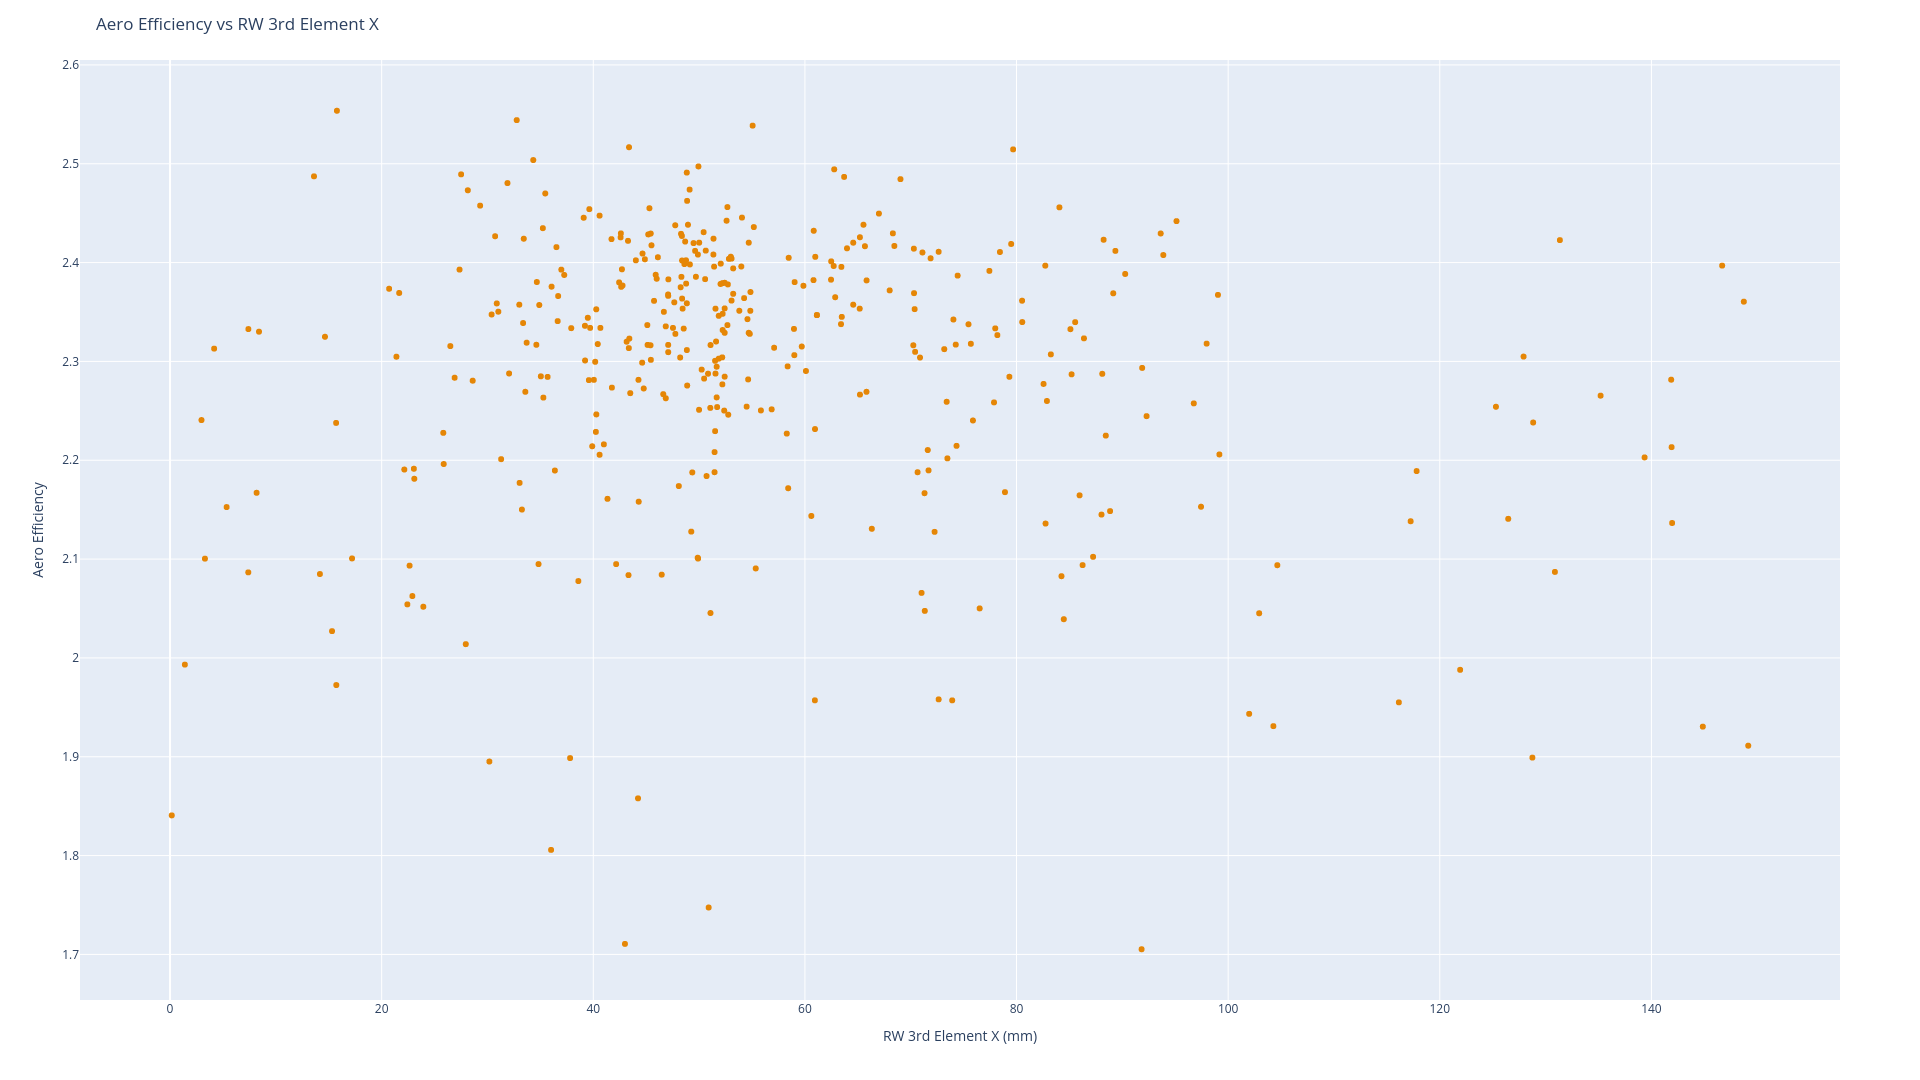 Aero Efficiency vs RW 3rd Element X
2.6
2.5
2.4
2.3
2.2
2.1
2
1.9
1.8
1.7
Aero Efficiency
0 20 40 60 80 100 120 140
RW 3rd Element X (mm)